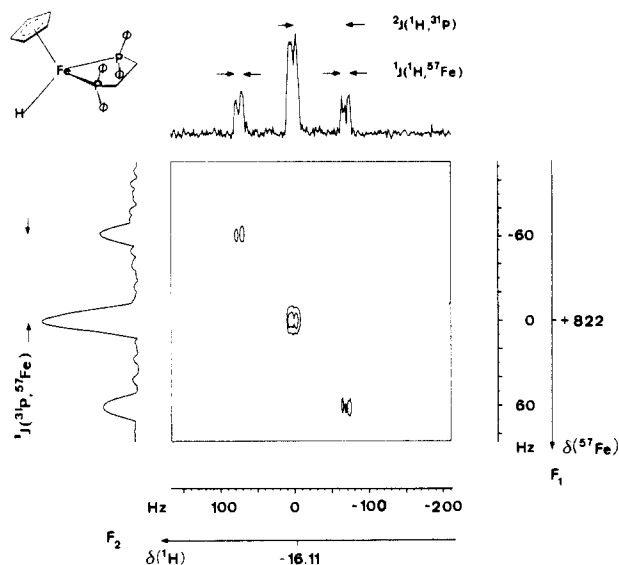 ϕ
²J(¹H,³¹P)
P ϕ
Fe
ϕ
P
H
ϕ
¹J(¹H,⁵⁷Fe)
¹J(³¹P,⁵⁷Fe)
-60
0
+822
60
Hz δ(⁵⁷Fe)
F₁
Hz 100 0 -100 -200
F₂
δ(¹H) -16.11